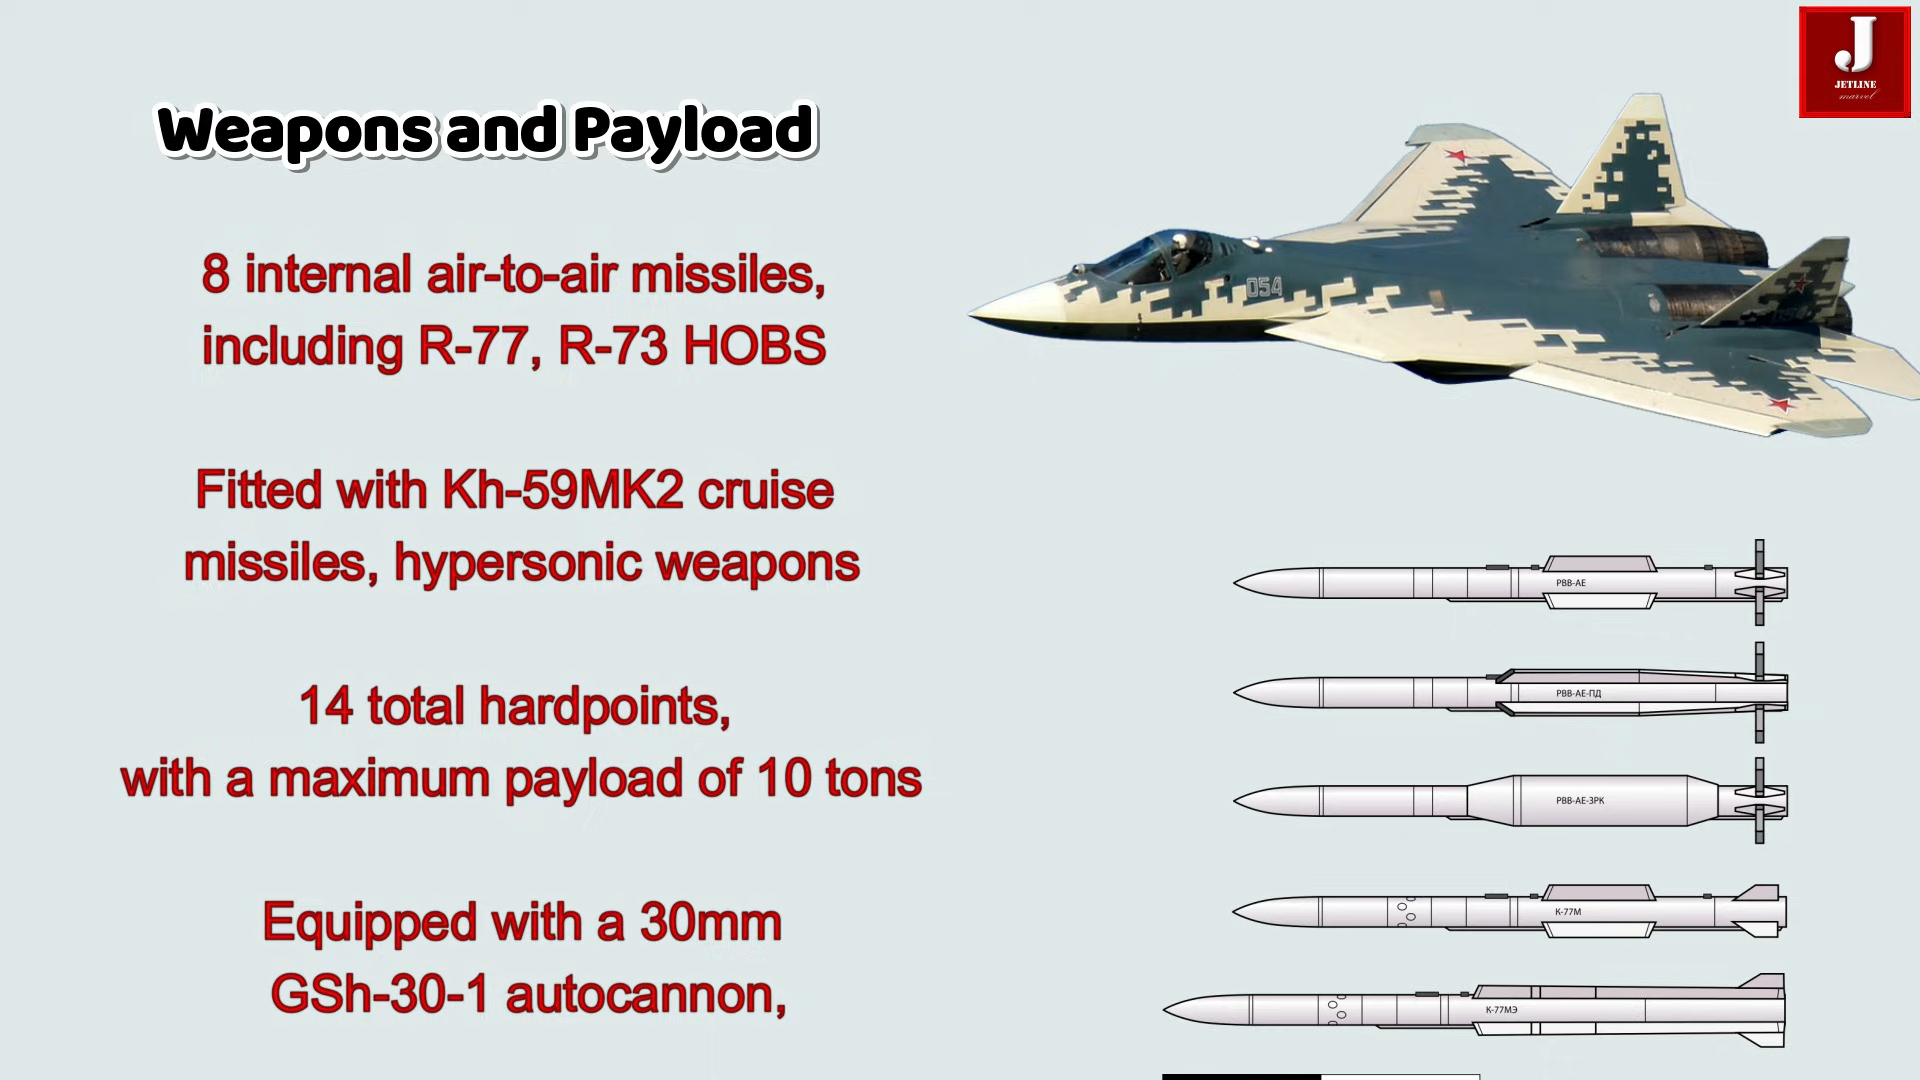 Weapons and Payload
8 internal air-to-air missiles,
including R-77, R-73 HOBS
Fitted with Kh-59MK2 cruise
missiles, hypersonic weapons
14 total hardpoints,
with a maximum payload of 10 tons
Equipped with a 30mm
GSh-30-1 autocannon,
J
JETLINE
marvel
054
РВВ-АЕ
РВВ-АЕ-ПД
РВВ-АЕ-ЗРК
К-77М
К-77МЭ